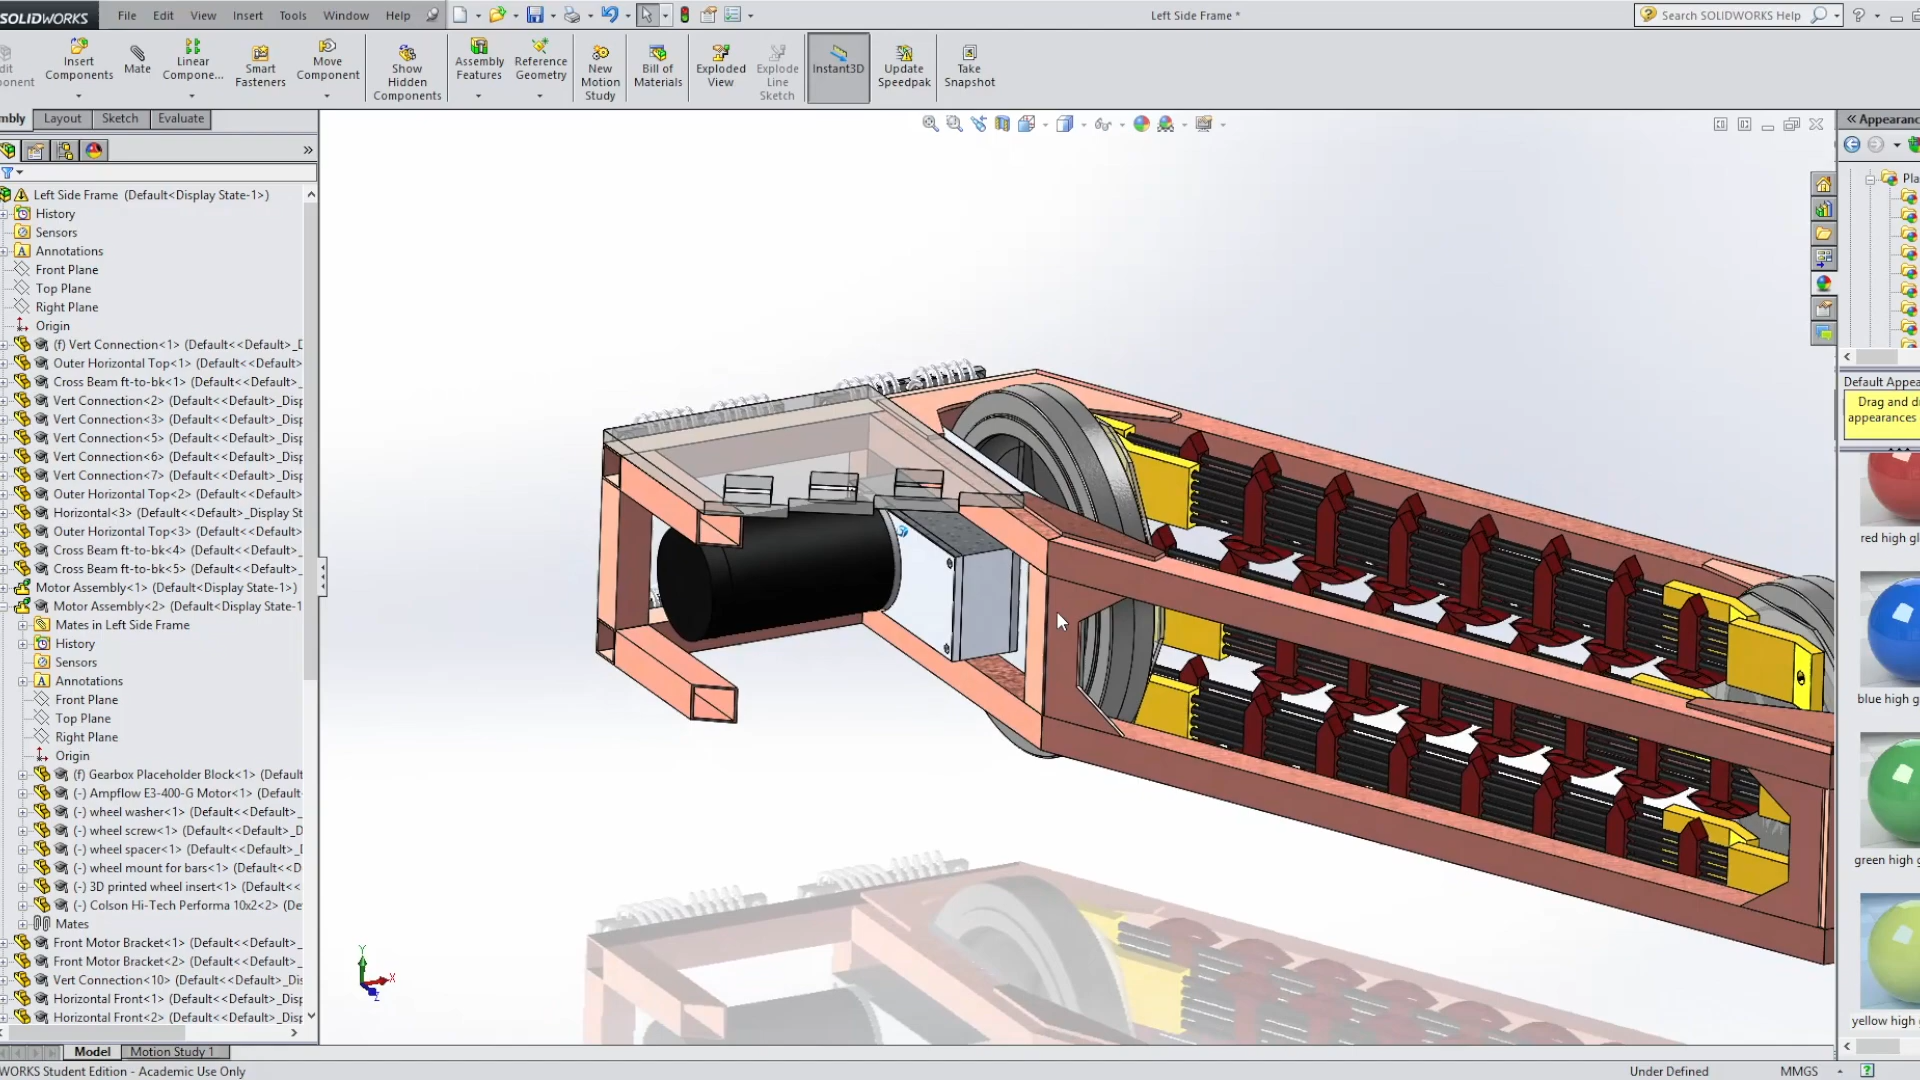 SOLIDWORKS
File Edit View Insert Tools Window Help
Left Side Frame *
Search SOLIDWORKS Help
Insert Components
Mate
Linear Compone...
Smart Fasteners
Move Component
Show Hidden Components
Assembly Features
Reference Geometry
New Motion Study
Bill of Materials
Exploded View
Explode Line Sketch
Instant3D
Update Speedpak
Take Snapshot
mbly Layout Sketch Evaluate
« Appearanc
Pla
Left Side Frame (Default<Display State-1>)
History
Sensors
Annotations
Front Plane
Top Plane
Right Plane
Origin
(f) Vert Connection<1> (Default<<Default>_D
Outer Horizontal Top<1> (Default<<Default>
Cross Beam ft-to-bk<1> (Default<<Default>_
Vert Connection<2> (Default<<Default>_Disp
Vert Connection<3> (Default<<Default>_Disp
Vert Connection<5> (Default<<Default>_Disp
Vert Connection<6> (Default<<Default>_Disp
Vert Connection<7> (Default<<Default>_Disp
Outer Horizontal Top<2> (Default<<Default>
Horizontal<3> (Default<<Default>_Display St
Outer Horizontal Top<3> (Default<<Default>
Cross Beam ft-to-bk<4> (Default<<Default>_
Cross Beam ft-to-bk<5> (Default<<Default>_
Motor Assembly<1> (Default<Display State-1>)
Motor Assembly<2> (Default<Display State-1
Mates in Left Side Frame
History
Sensors
Annotations
Front Plane
Top Plane
Right Plane
Origin
(f) Gearbox Placeholder Block<1> (Default
(-) Ampflow E3-400-G Motor<1> (Default
(-) wheel washer<1> (Default<<Default>_
(-) wheel screw<1> (Default<<Default>_D
(-) wheel spacer<1> (Default<<Default>_
(-) wheel mount for bars<1> (Default<<D
(-) 3D printed wheel insert<1> (Default<<
(-) Colson Hi-Tech Performa 10x2<2> (De
Mates
Front Motor Bracket<1> (Default<<Default>_
Front Motor Bracket<2> (Default<<Default>_
Vert Connection<10> (Default<<Default>_Dis
Horizontal Front<1> (Default<<Default>_Disp
Horizontal Front<2> (Default<<Default>_Disp
Default Appea
Drag and d
appearances
red high gl
blue high g
green high g
yellow high g
Y
X
Z
Model Motion Study 1
WORKS Student Edition - Academic Use Only
Under Defined
MMGS